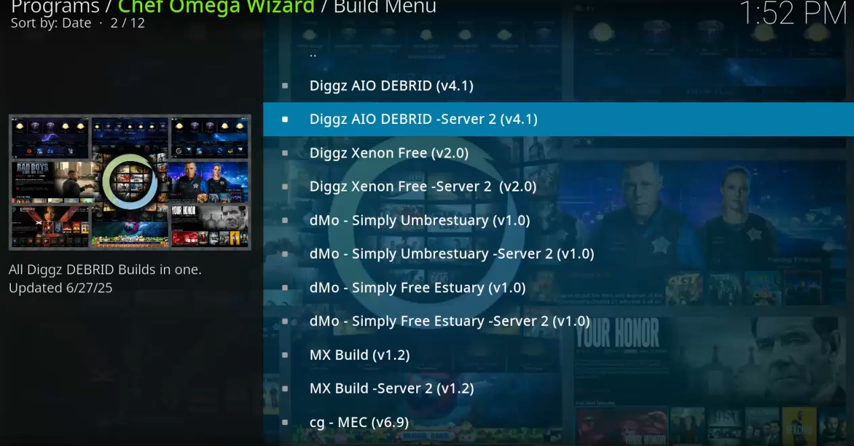 Programs / Chef Omega Wizard / Build Menu
Sort by: Date · 2 / 12
1:52 PM
..
Diggz AIO DEBRID (v4.1)
Diggz AIO DEBRID -Server 2 (v4.1)
Diggz Xenon Free (v2.0)
Diggz Xenon Free -Server 2 (v2.0)
dMo - Simply Umbrestuary (v1.0)
dMo - Simply Umbrestuary -Server 2 (v1.0)
dMo - Simply Free Estuary (v1.0)
dMo - Simply Free Estuary -Server 2 (v1.0)
MX Build (v1.2)
MX Build -Server 2 (v1.2)
cg - MEC (v6.9)
BAD BOYS
YOUR HONOR
All Diggz DEBRID Builds in one.
Updated 6/27/25
YOUR HONOR